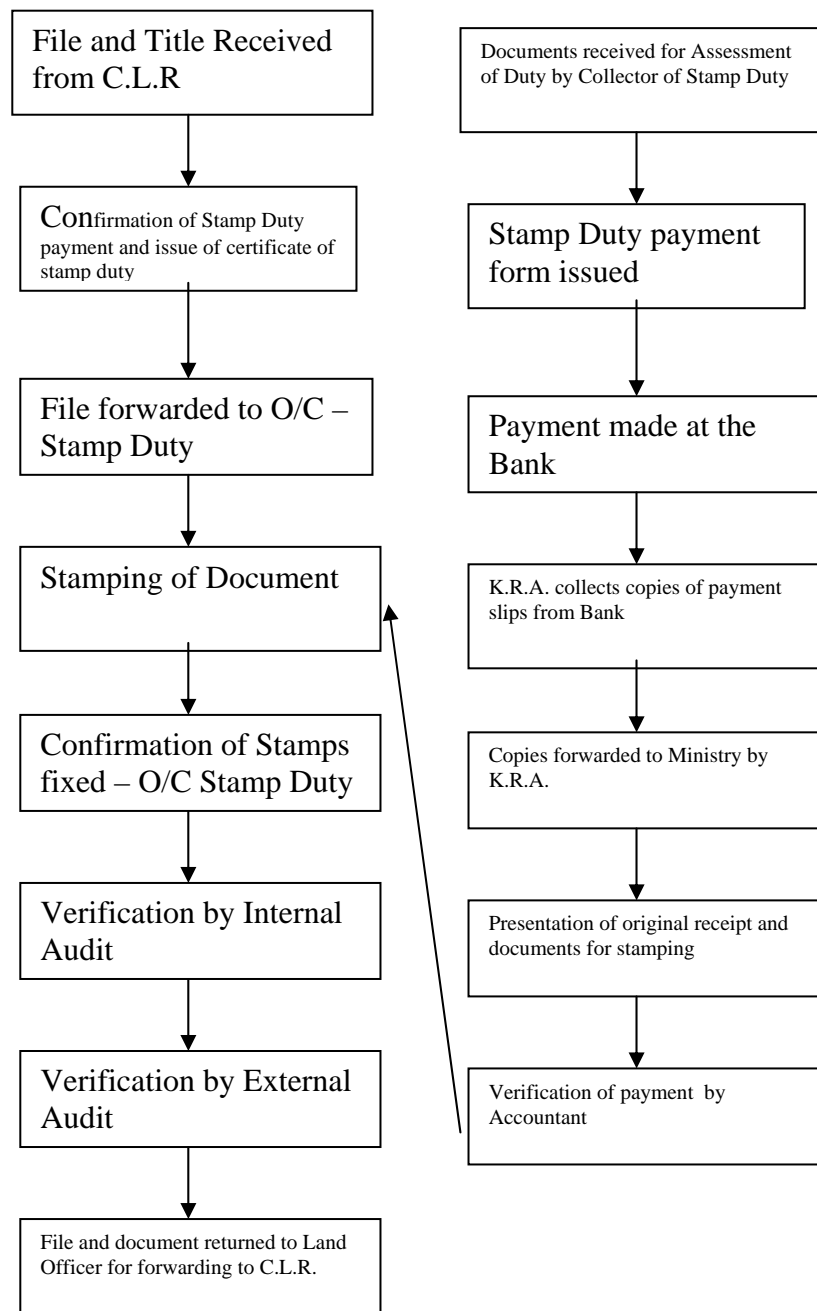 File and Title Received
from C.L.R
Confirmation of Stamp Duty
payment and issue of certificate of
stamp duty
File forwarded to O/C –
Stamp Duty
Stamping of Document
Confirmation of Stamps
fixed – O/C Stamp Duty
Verification by Internal
Audit
Verification by External
Audit
File and document returned to Land
Officer for forwarding to C.L.R.
Documents received for Assessment
of Duty by Collector of Stamp Duty
Stamp Duty payment
form issued
Payment made at the
Bank
K.R.A. collects copies of payment
slips from Bank
Copies forwarded to Ministry by
K.R.A.
Presentation of original receipt and
documents for stamping
Verification of payment by
Accountant